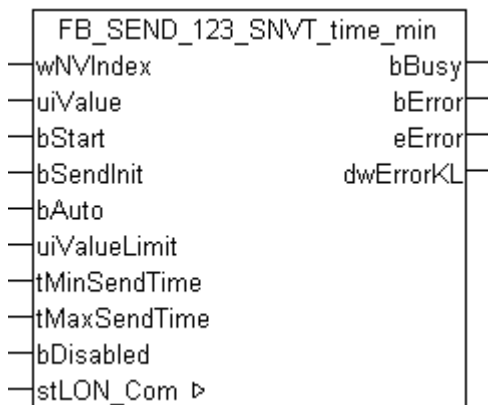 FB_SEND_123_SNVT_time_min
wNVIndex bBusy
uiValue bError
bStart eError
bSendInit dwErrorKL
bAuto
uiValueLimit
tMinSendTime
tMaxSendTime
bDisabled
stLON_Com ▷